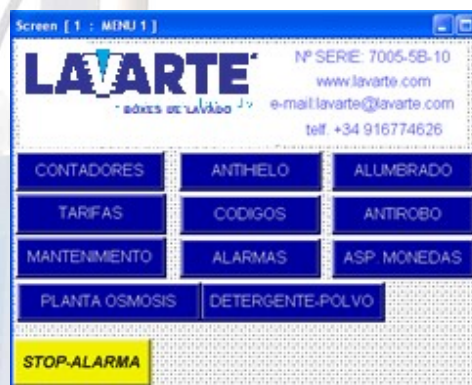 Screen [ 1 : MENU 1 ]
LAVARTE
BÓXES DE LAVADO
Nº SERIE: 7005-5B-10
www.lavarte.com
e-mail:lavarte@lavarte.com
telf. +34 916774626
CONTADORES ANTIHIELO ALUMBRADO
TARIFAS CODIGOS ANTIROBO
MANTENIMIENTO ALARMAS ASP. MONEDAS
PLANTA OSMOSIS DETERGENTE-POLVO
STOP-ALARMA